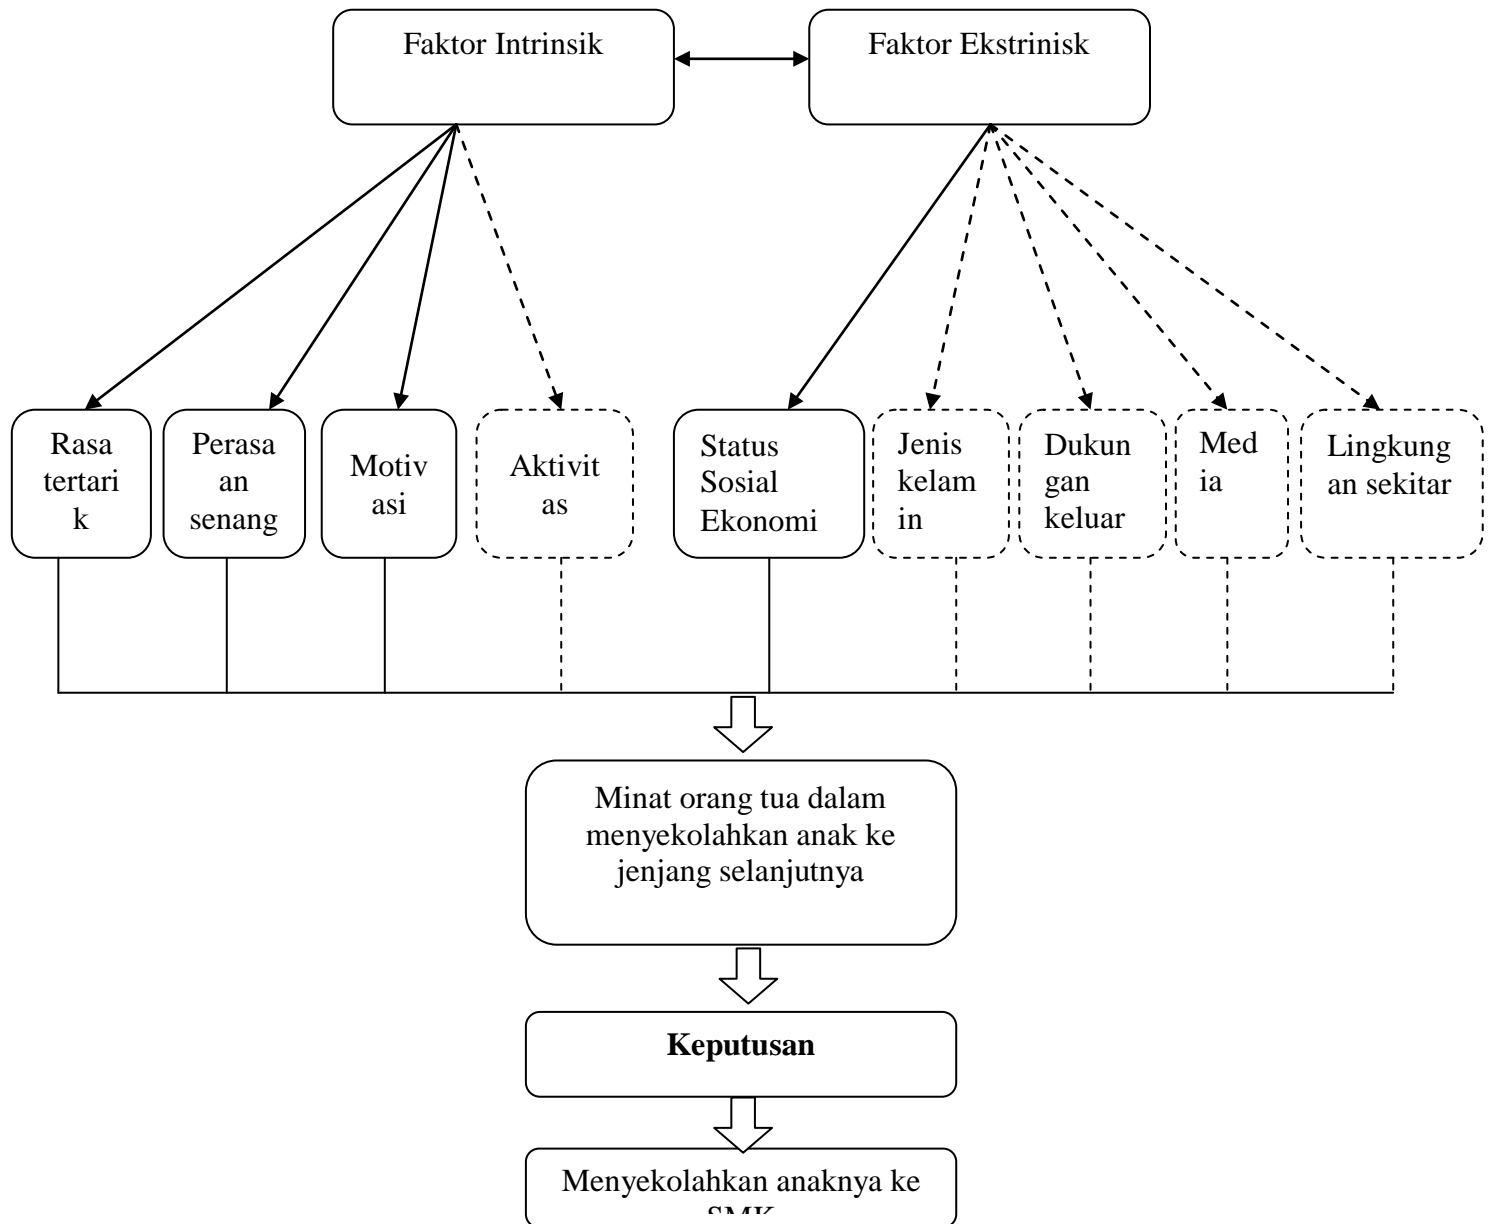 Faktor Intrinsik
Faktor Ekstrinisk
Rasa
tertari
k
Perasa
an
senang
Motiv
asi
Aktivit
as
Status
Sosial
Ekonomi
Jenis
kelam
in
Dukun
gan
keluar
Med
ia
Lingkung
an sekitar
Minat orang tua dalam
menyekolahkan anak ke
jenjang selanjutnya
Keputusan
Menyekolahkan anaknya ke
SMK